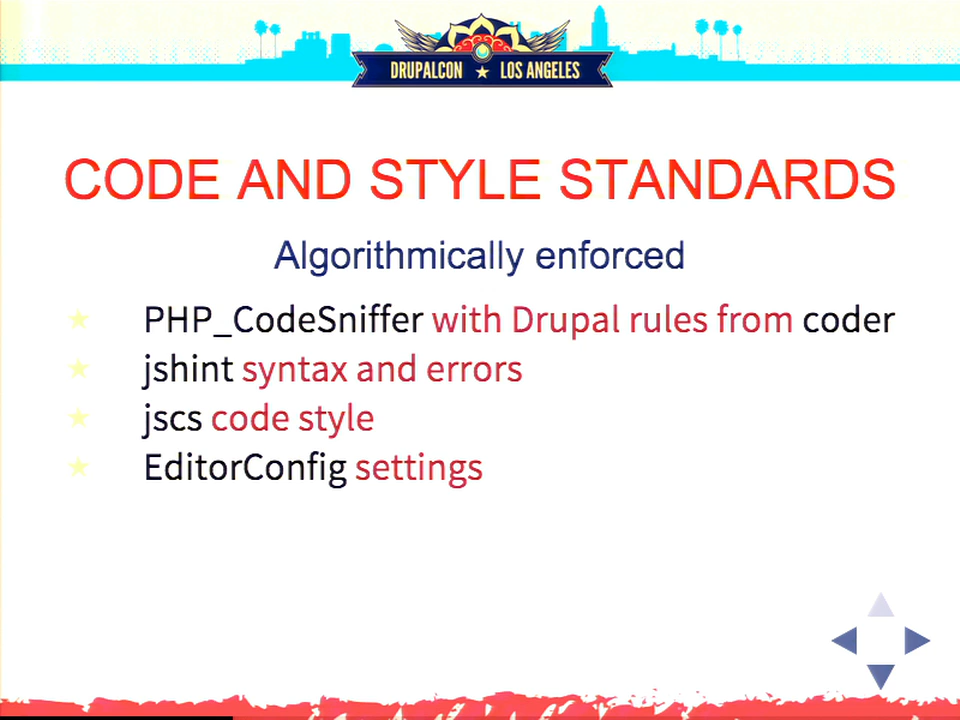 DRUPALCON ★ LOS ANGELES
CODE AND STYLE STANDARDS
Algorithmically enforced
★ PHP_CodeSniffer with Drupal rules from coder
★ jshint syntax and errors
★ jscs code style
★ EditorConfig settings